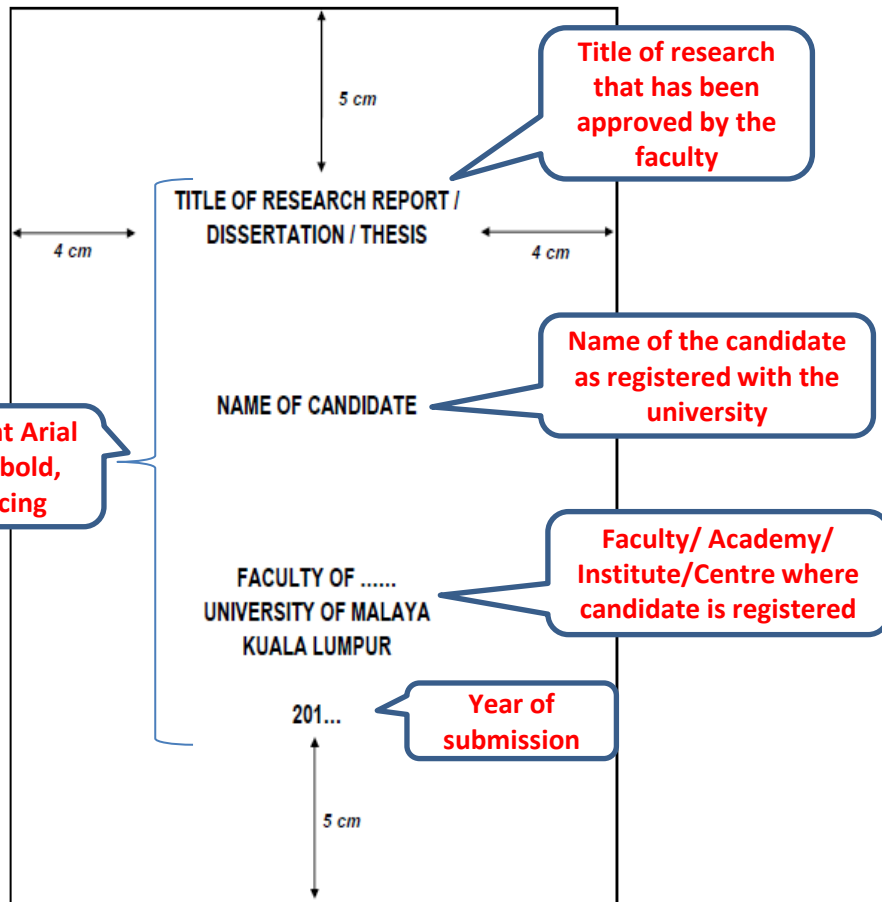 Title of research
that has been
approved by the
faculty
5 cm
TITLE OF RESEARCH REPORT /
DISSERTATION / THESIS
4 cm
4 cm
Name of the candidate
as registered with the
university
NAME OF CANDIDATE
Arial
bold,
Faculty/ Academy/
Institute/Centre where
candidate is registered
FACULTY OF ......
UNIVERSITY OF MALAYA
KUALA LUMPUR
201...
Year of
submission
5 cm